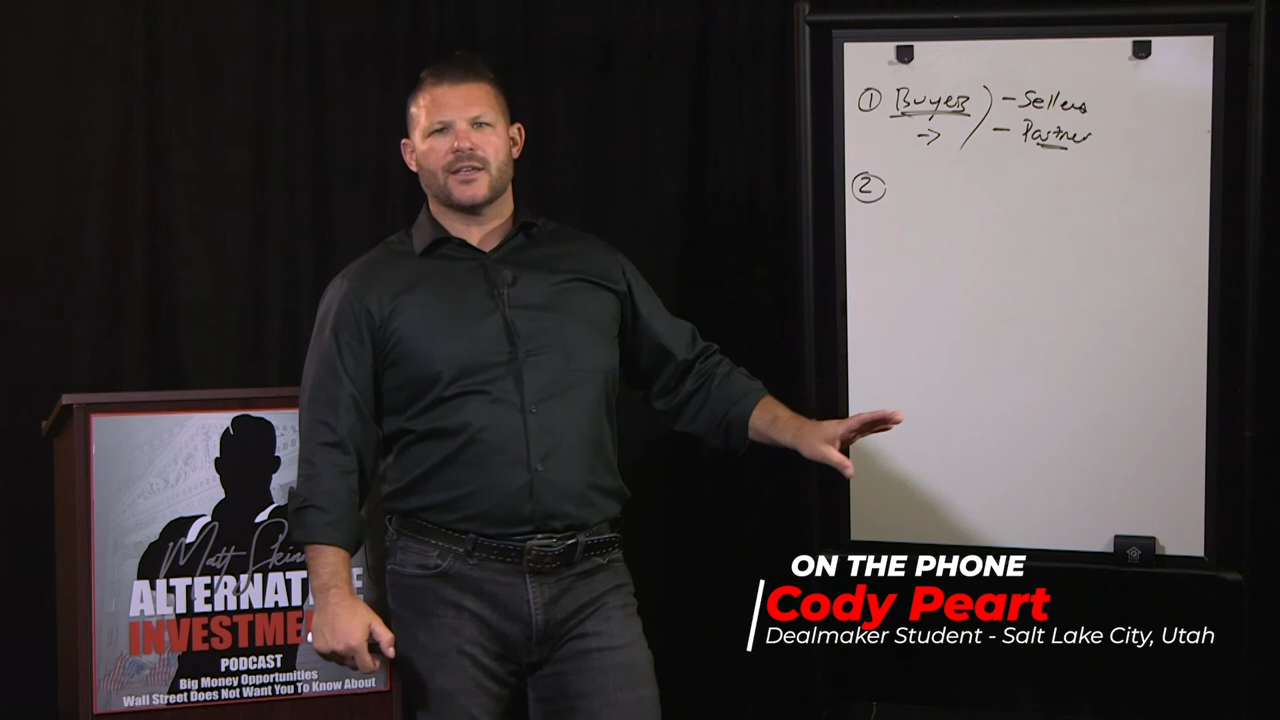 ① Buyer ) - Sellers
→ - Partner
②
Matt Skin
ALTERNAT E
INVESTME
PODCAST
Big Money Opportunities
Wall Street Does Not Want You To Know About
ON THE PHONE
Cody Peart
Dealmaker Student - Salt Lake City, Utah